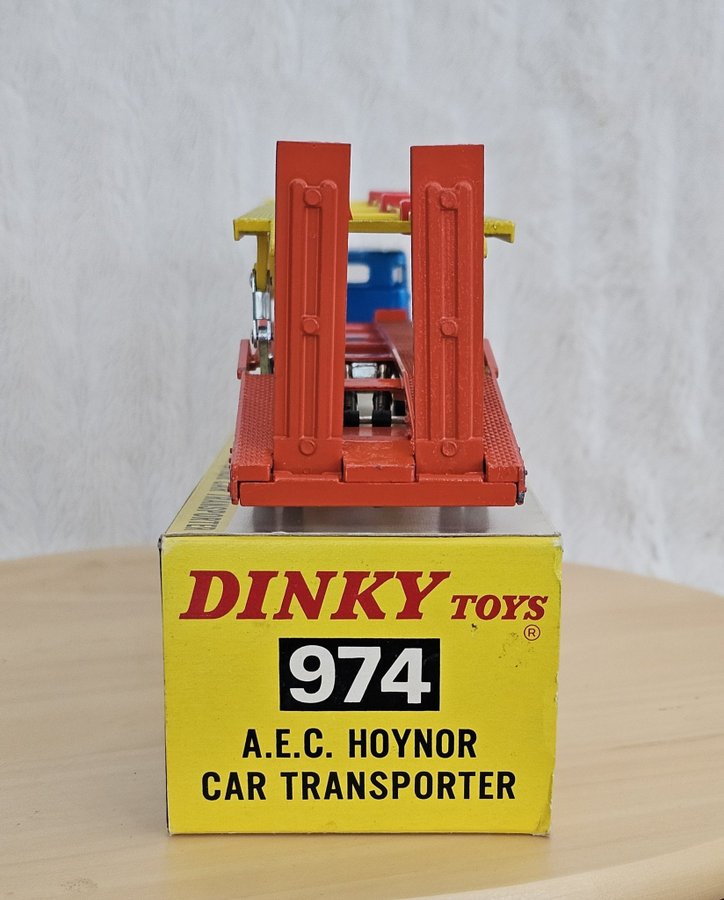 DINKY TOYS
®
974
A.E.C. HOYNOR
CAR TRANSPORTER